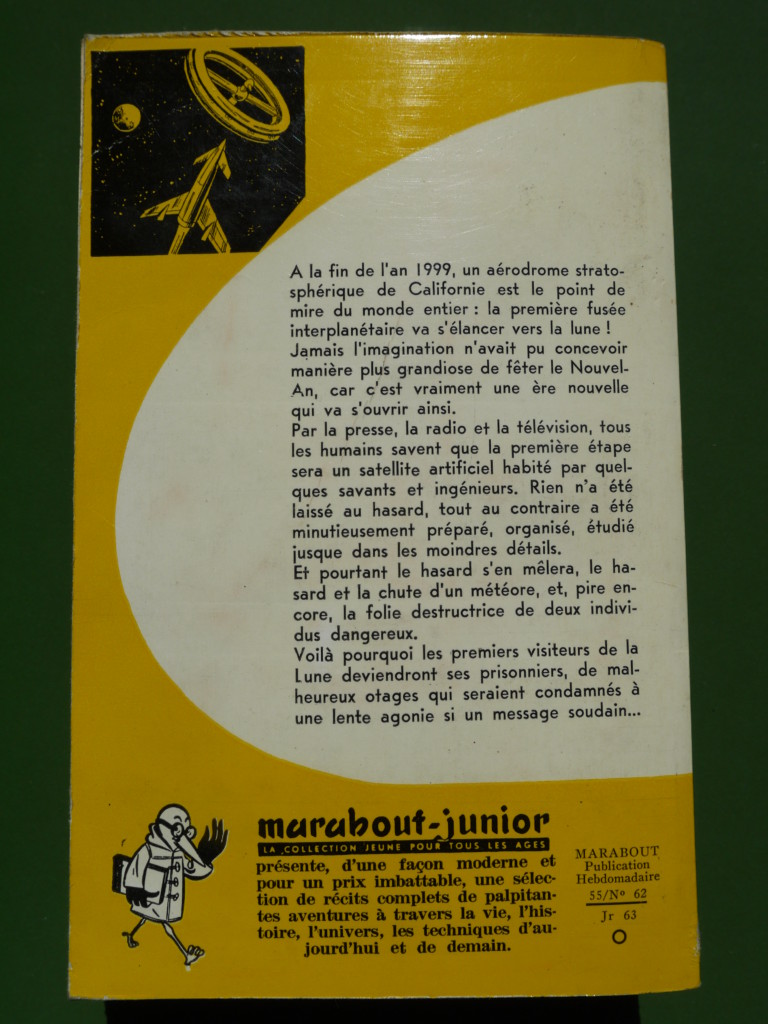 A la fin de l'an 1999, un aérodrome strato-
sphérique de Californie est le point de
mire du monde entier : la première fusée
interplanétaire va s'élancer vers la lune !
Jamais l'imagination n'avait pu concevoir
manière plus grandiose de fêter le Nouvel-
An, car c'est vraiment une ère nouvelle
qui va s'ouvrir ainsi.
Par la presse, la radio et la télévision, tous
les humains savent que la première étape
sera un satellite artificiel habité par quel-
ques savants et ingénieurs. Rien n'a été
laissé au hasard, tout au contraire a été
minutieusement préparé, organisé, étudié
jusque dans les moindres détails.
Et pourtant le hasard s'en mêlera, le ha-
sard et la chute d'un météore, et, pire en-
core, la folie destructrice de deux indivi-
dus dangereux.
Voilà pourquoi les premiers visiteurs de la
Lune deviendront ses prisonniers, de mal-
heureux otages qui seraient condamnés à
une lente agonie si un message soudain...
marabout-junior
LA COLLECTION JEUNE POUR TOUS LES AGES
présente, d'une façon moderne et
pour un prix imbattable, une sélec-
tion de récits complets de palpitan-
tes aventures à travers la vie, l'his-
toire, l'univers, les techniques d'au-
jourd'hui et de demain.
MARABOUT
Publication
Hebdomadaire
55/N° 62
Jr 63